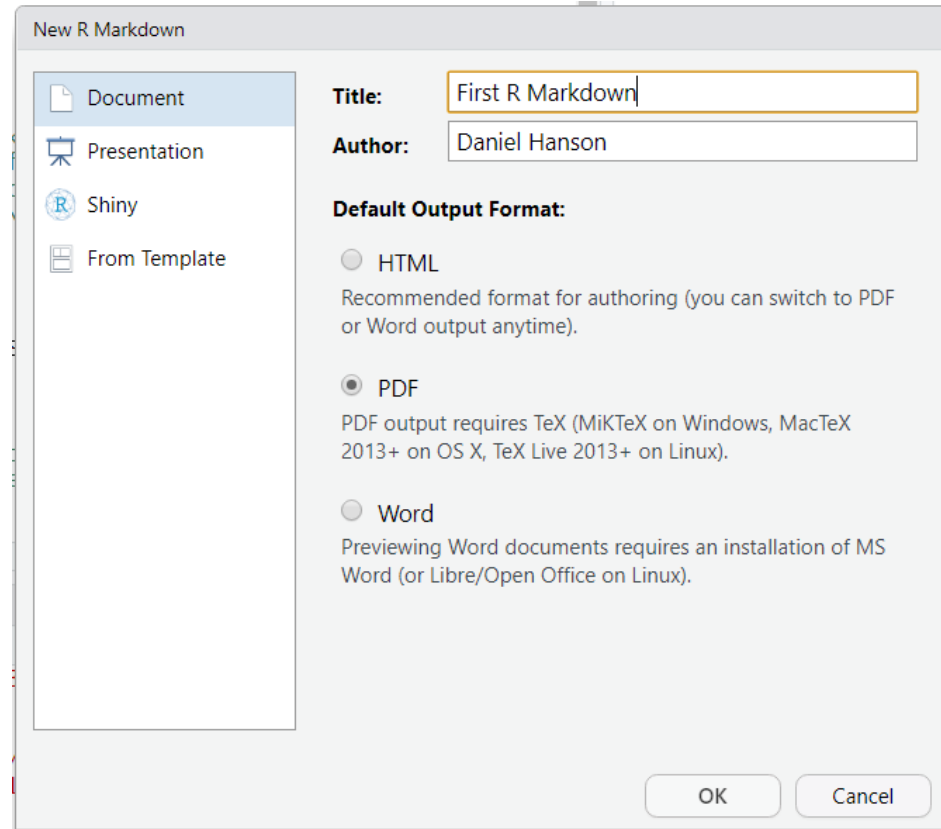 New R Markdown
Document
Presentation
Shiny
From Template
Title:
First R Markdown
Author:
Daniel Hanson
Default Output Format:
HTML
Recommended format for authoring (you can switch to PDF
or Word output anytime).
PDF
PDF output requires TeX (MiKTeX on Windows, MacTeX
2013+ on OS X, TeX Live 2013+ on Linux).
Word
Previewing Word documents requires an installation of MS
Word (or Libre/Open Office on Linux).
OK
Cancel